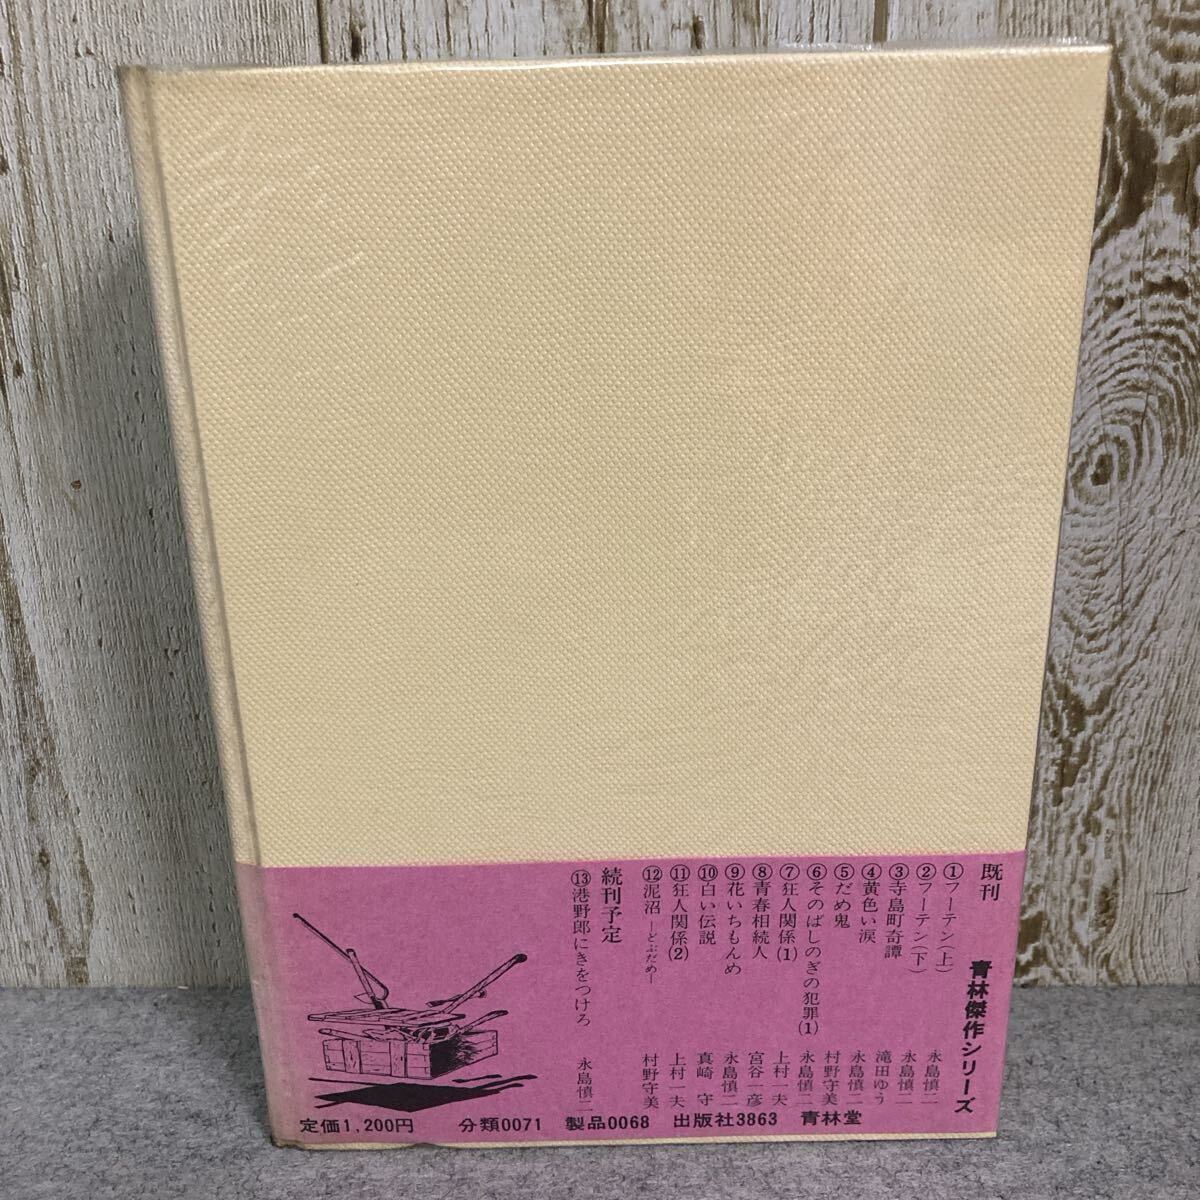 青林傑作シリーズ
既刊
①フーテン(上) 永島慎二
②フーテン(下) 永島慎二
③寺島町奇譚 滝田ゆう
④黄色い涙 永島慎二
⑤だめ鬼 村野守美
⑥そのばしのぎの犯罪(1) 永島慎二
⑦狂人関係(1) 上村一夫
⑧青春相続人 宮谷一彦
⑨花いちもんめ 永島慎二
⑩白い伝説 真崎 守
⑪狂人関係(2) 上村一夫
⑫泥沼 ―どぶだめ― 村野守美
続刊予定
⑬港野郎にきをつけろ 永島慎二
定価1,200円 分類0071 製品0068 出版社3863 青林堂